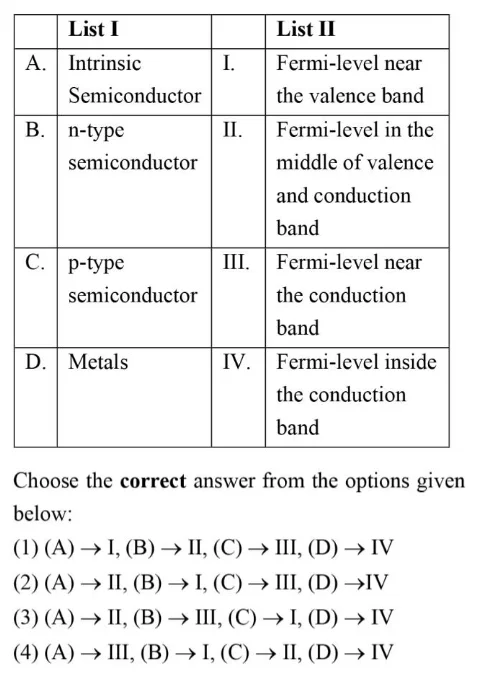 List I List II
A. Intrinsic I. Fermi-level near
Semiconductor the valence band
B. n-type II. Fermi-level in the
semiconductor middle of valence
and conduction
band
C. p-type III. Fermi-level near
semiconductor the conduction
band
D. Metals IV. Fermi-level inside
the conduction
band
Choose the correct answer from the options given
below:
(1) (A) → I, (B) → II, (C) → III, (D) → IV
(2) (A) → II, (B) → I, (C) → III, (D) →IV
(3) (A) → II, (B) → III, (C) → I, (D) → IV
(4) (A) → III, (B) → I, (C) → II, (D) → IV